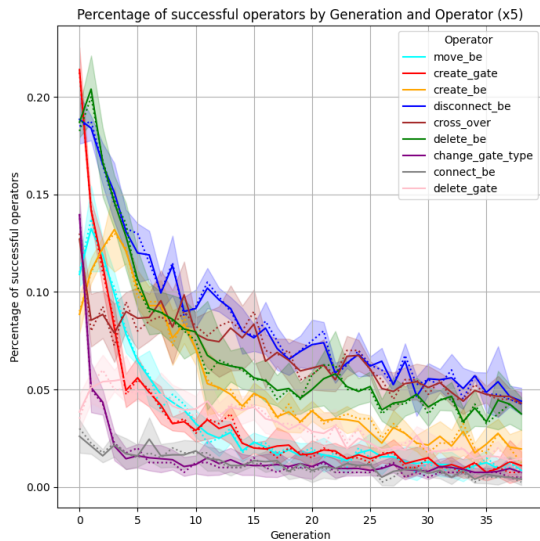 Percentage of successful operators by Generation and Operator (x5)
Operator
move_be
create_gate
create_be
disconnect_be
cross_over
delete_be
change_gate_type
connect_be
delete_gate
Percentage of successful operators
0.20
0.15
0.10
0.05
0.00
0 5 10 15 20 25 30 35
Generation